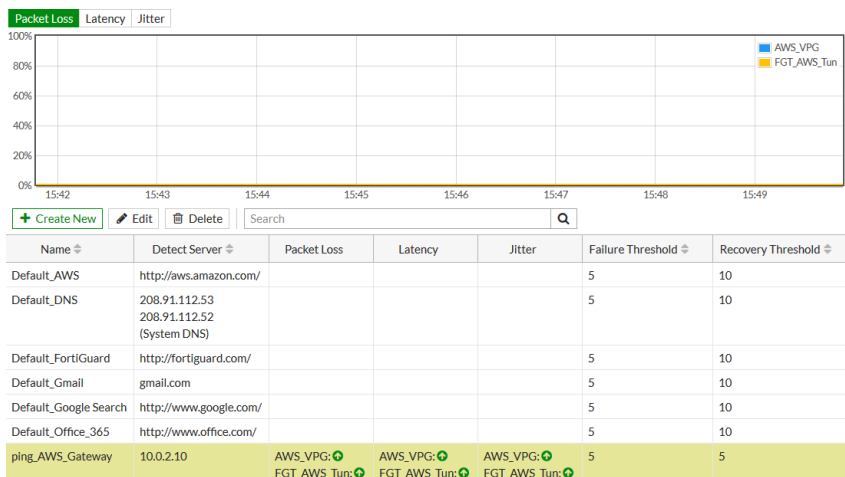 Packet Loss Latency Jitter
100%
AWS_VPG
80%
FGT_AWS_Tun
60%
40%
20%
0%
15:42 15:43 15:44 15:45 15:46 15:47 15:48 15:49
+ Create New Edit Delete Search
Name Detect Server Packet Loss Latency Jitter Failure Threshold Recovery Threshold
Default_AWS http://aws.amazon.com/ 5 10
Default_DNS 208.91.112.53 5 10
208.91.112.52
(System DNS)
Default_FortiGuard http://fortiguard.com/ 5 10
Default_Gmail gmail.com 5 10
Default_Google Search http://www.google.com/ 5 10
Default_Office_365 http://www.office.com/ 5 10
ping_AWS_Gateway 10.0.2.10 AWS_VPG: AWS_VPG: AWS_VPG: 5 5
FGT_AWS_Tun: FGT_AWS_Tun: FGT_AWS_Tun: